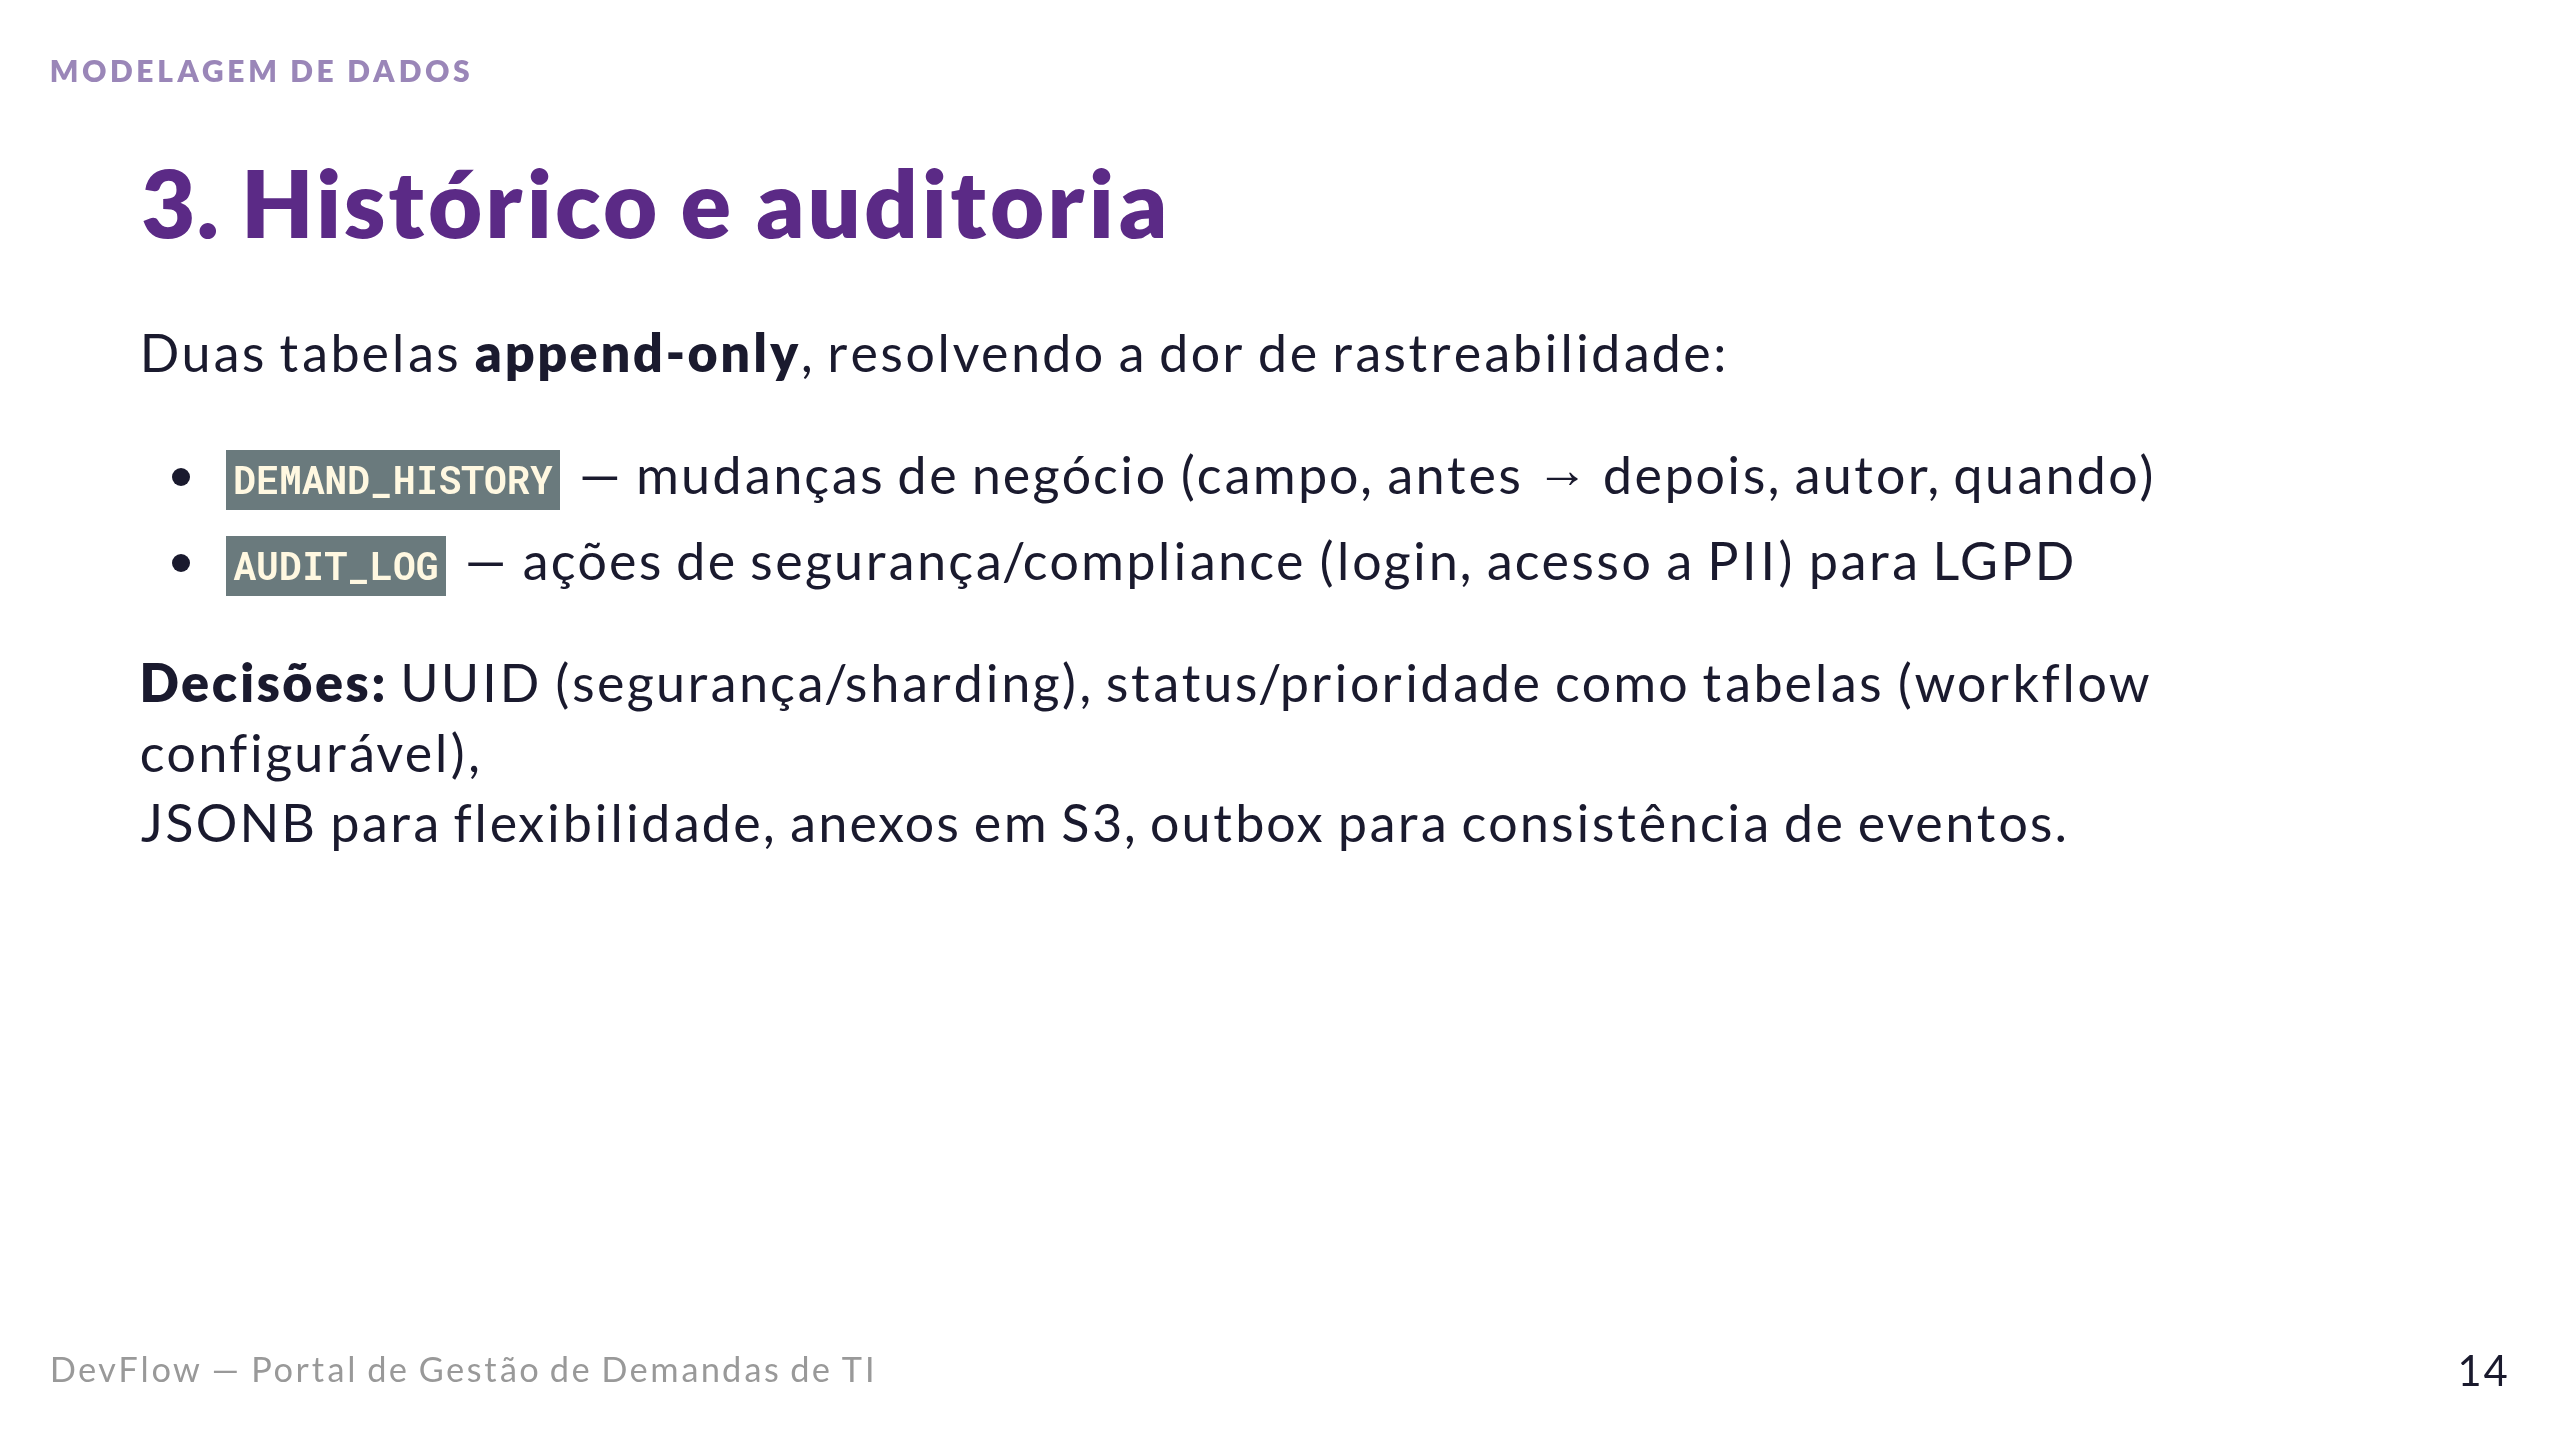 MODELAGEM DE DADOS
3. Histórico e auditoria
Duas tabelas append-only, resolvendo a dor de rastreabilidade:
• DEMAND_HISTORY — mudanças de negócio (campo, antes → depois, autor, quando)
• AUDIT_LOG — ações de segurança/compliance (login, acesso a PII) para LGPD
Decisões: UUID (segurança/sharding), status/prioridade como tabelas (workflow
configurável),
JSONB para flexibilidade, anexos em S3, outbox para consistência de eventos.
DevFlow — Portal de Gestão de Demandas de TI
14